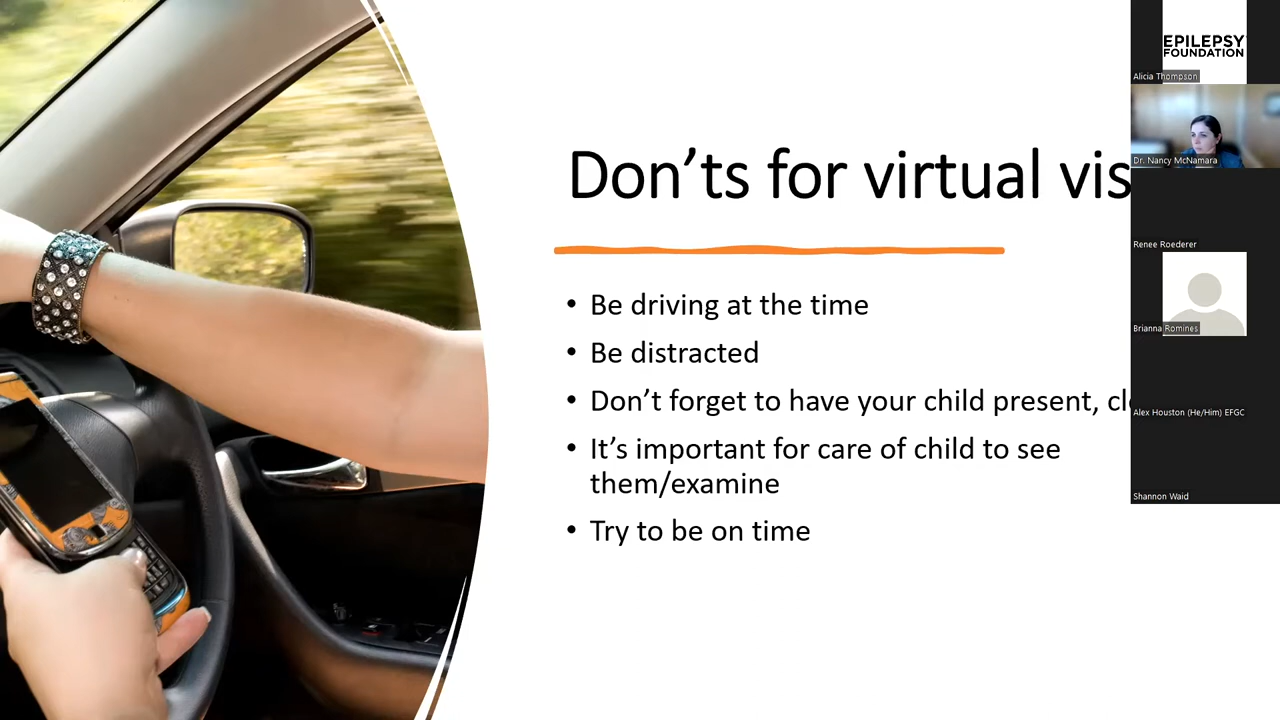 Don’ts for virtual vis
• Be driving at the time
• Be distracted
• Don’t forget to have your child present,
• It’s important for care of child to see
them/examine
• Try to be on time
EPILEPSY
FOUNDATION
Alicia Thompson
Dr. Nancy McNamara
Renee Roederer
Brianna Romines
Alex Houston (He/Him) EFGC
Shannon Waid